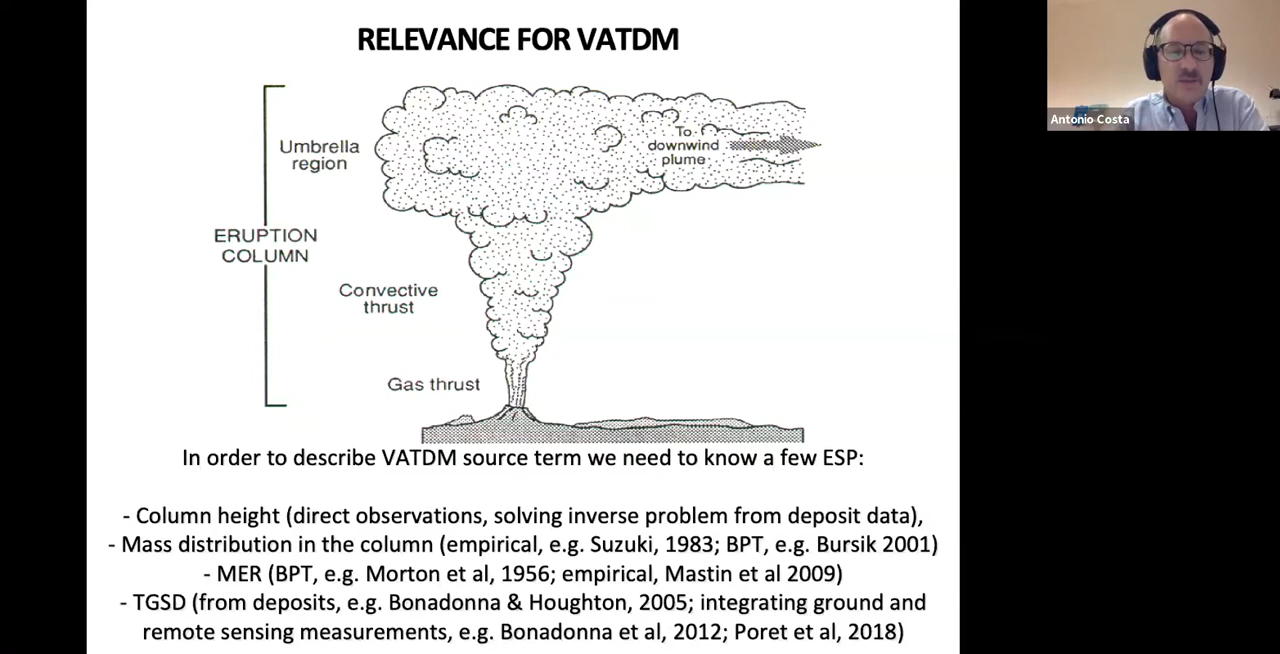 RELEVANCE FOR VATDM
Antonio Costa
Umbrella
region
To
downwind
plume
ERUPTION
COLUMN
Convective
thrust
Gas thrust
In order to describe VATDM source term we need to know a few ESP:
- Column height (direct observations, solving inverse problem from deposit data),
- Mass distribution in the column (empirical, e.g. Suzuki, 1983; BPT, e.g. Bursik 2001)
- MER (BPT, e.g. Morton et al, 1956; empirical, Mastin et al 2009)
- TGSD (from deposits, e.g. Bonadonna & Houghton, 2005; integrating ground and
remote sensing measurements, e.g. Bonadonna et al, 2012; Poret et al, 2018)